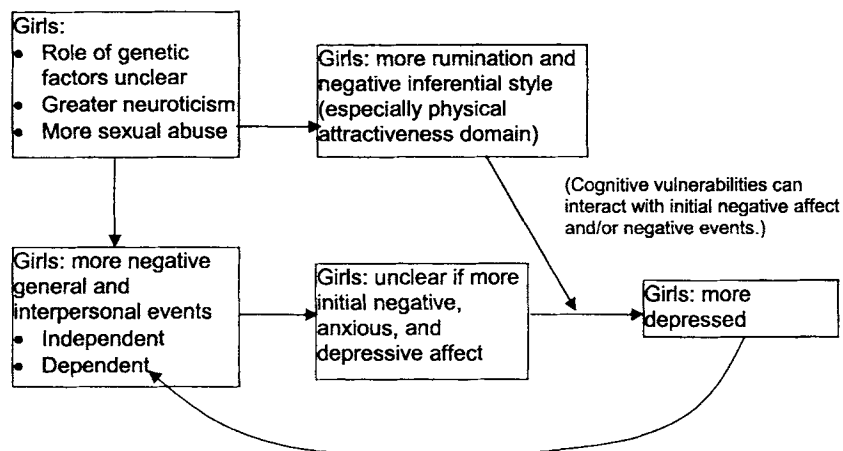 Girls:
• Role of genetic
factors unclear
• Greater neuroticism
• More sexual abuse
Girls: more rumination and
negative inferential style
(especially physical
attractiveness domain)
(Cognitive vulnerabilities can
interact with initial negative affect
and/or negative events.)
Girls: more negative
general and
interpersonal events
• Independent
• Dependent
Girls: unclear if more
initial negative,
anxious, and
depressive affect
Girls: more
depressed